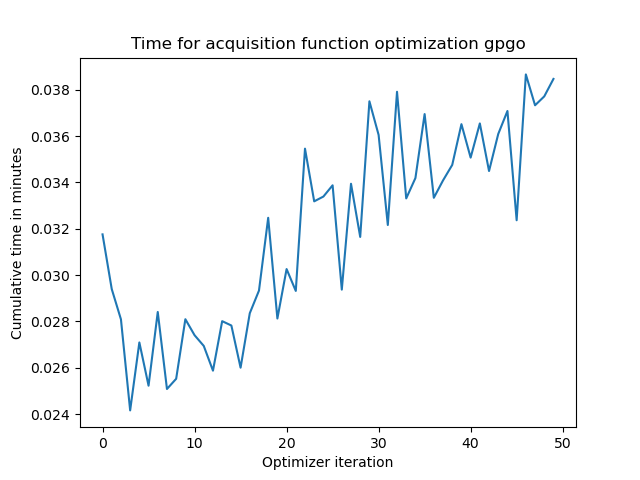 Time for acquisition function optimization gpgo
Cumulative time in minutes
0.038
0.036
0.034
0.032
0.030
0.028
0.026
0.024
0 10 20 30 40 50
Optimizer iteration